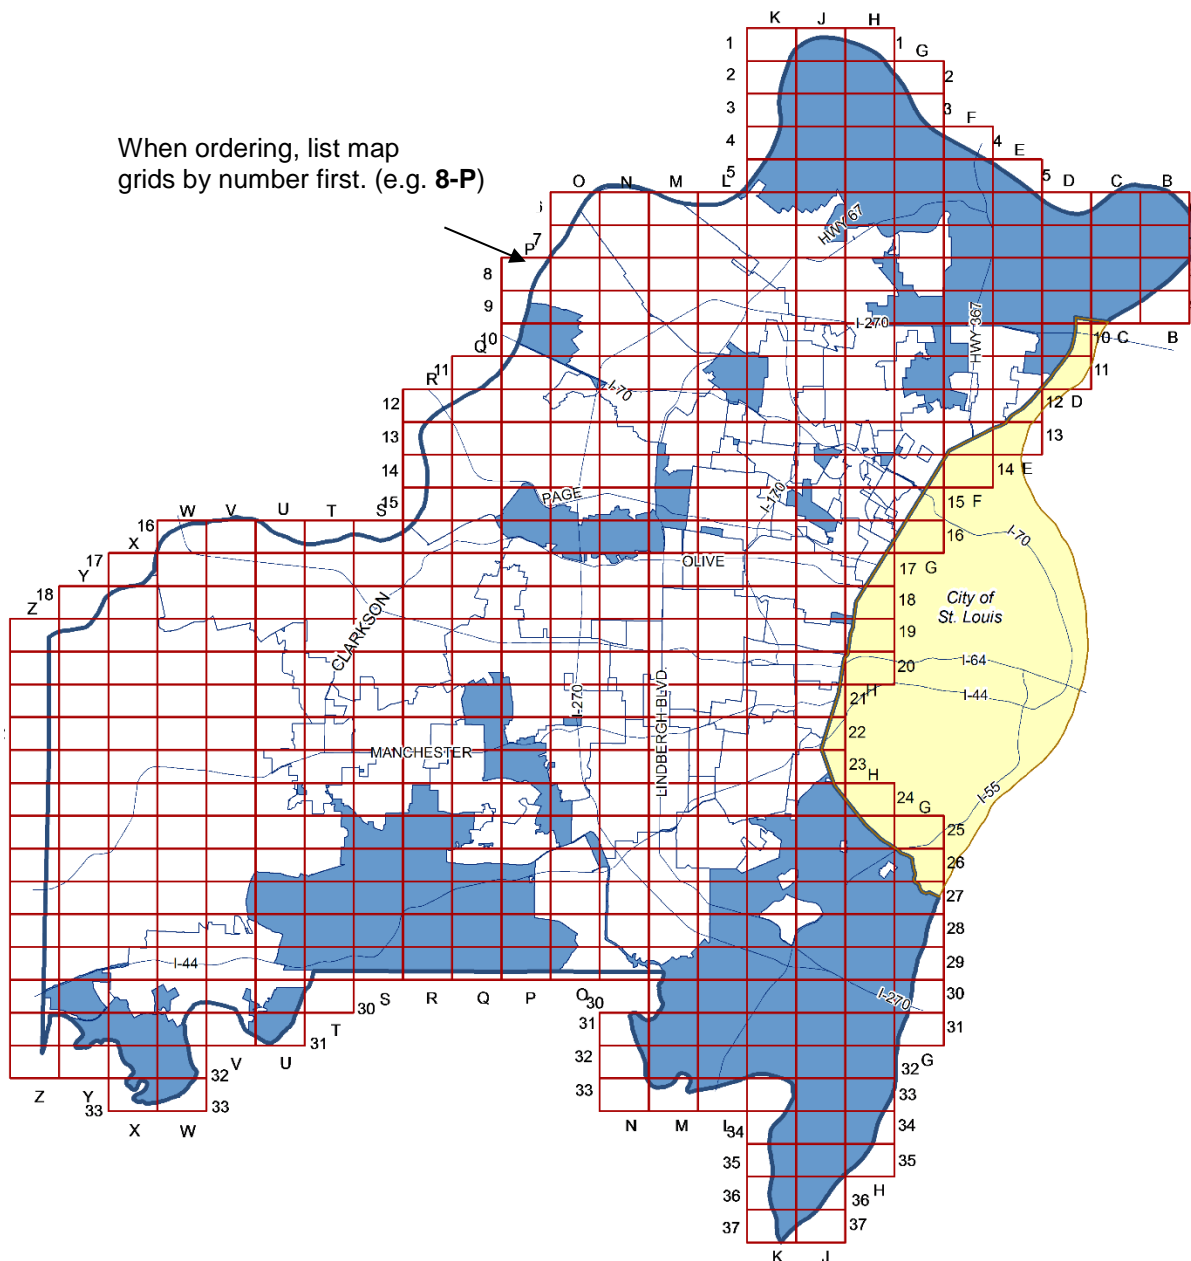 K J H
1 1 G
2 2
3 3 F
When ordering, list map
grids by number first. (e.g. 8-P)
4 4 E
5 O N M L 5 D C B
HWY 67
P 7
8
9
I-270
HWY-367
10 10 C B
Q
11 11
R
I-70
12 12 D
13 13
14 14 E
PAGE
I-170
15 15 F
W V U T S
16 16
I-70
X 17 OLIVE 17 G
Y
18 18
City of
St. Louis
Z
CLARKSON
19
20
I-64
I-44
21 H
I-270
LINDBERGH BLVD.
22
MANCHESTER
23 H
24 G
I-55
25
26
27
28
I-44
29
I-270
S R Q P O
30 30 30
T
31 31 31
V U
32 32 32 G
Z Y
33 33 33 33
X W
N M L
34 34
35 35
36 36 H
37 37
K J